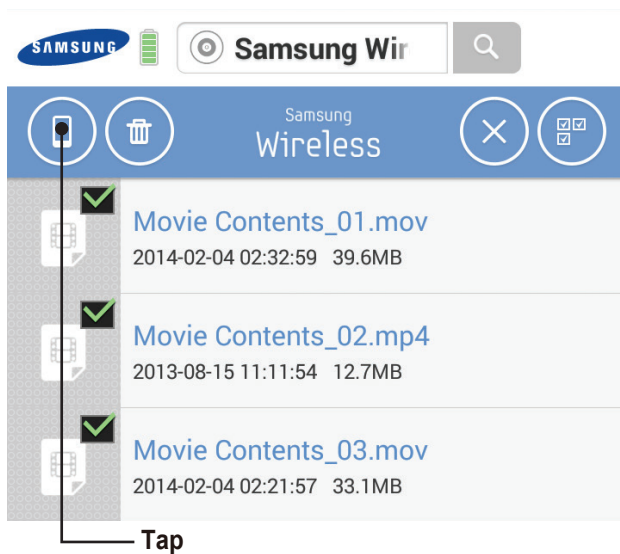 SAMSUNG
Samsung Wir
Samsung
Wireless
Movie Contents_01.mov
2014-02-04 02:32:59 39.6MB
Movie Contents_02.mp4
2013-08-15 11:11:54 12.7MB
Movie Contents_03.mov
2014-02-04 02:21:57 33.1MB
Tap